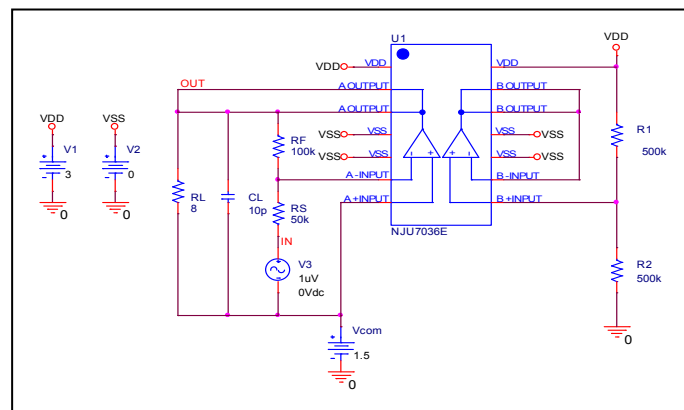 U1
VDD
VDD VDD VDD
OUT A OUTPUT B OUTPUT
VDD VSS A OUTPUT B OUTPUT
V1 V2 RF VSS VSS VSS VSS R1
3 0 100k VSS VSS VSS VSS 500k
A -INPUT B -INPUT
RL CL RS
8 10p 50k A +INPUT B +INPUT
0 0
IN NJU7036E
V3
1uV R2
0Vdc 500k
Vcom
1.5 0
0